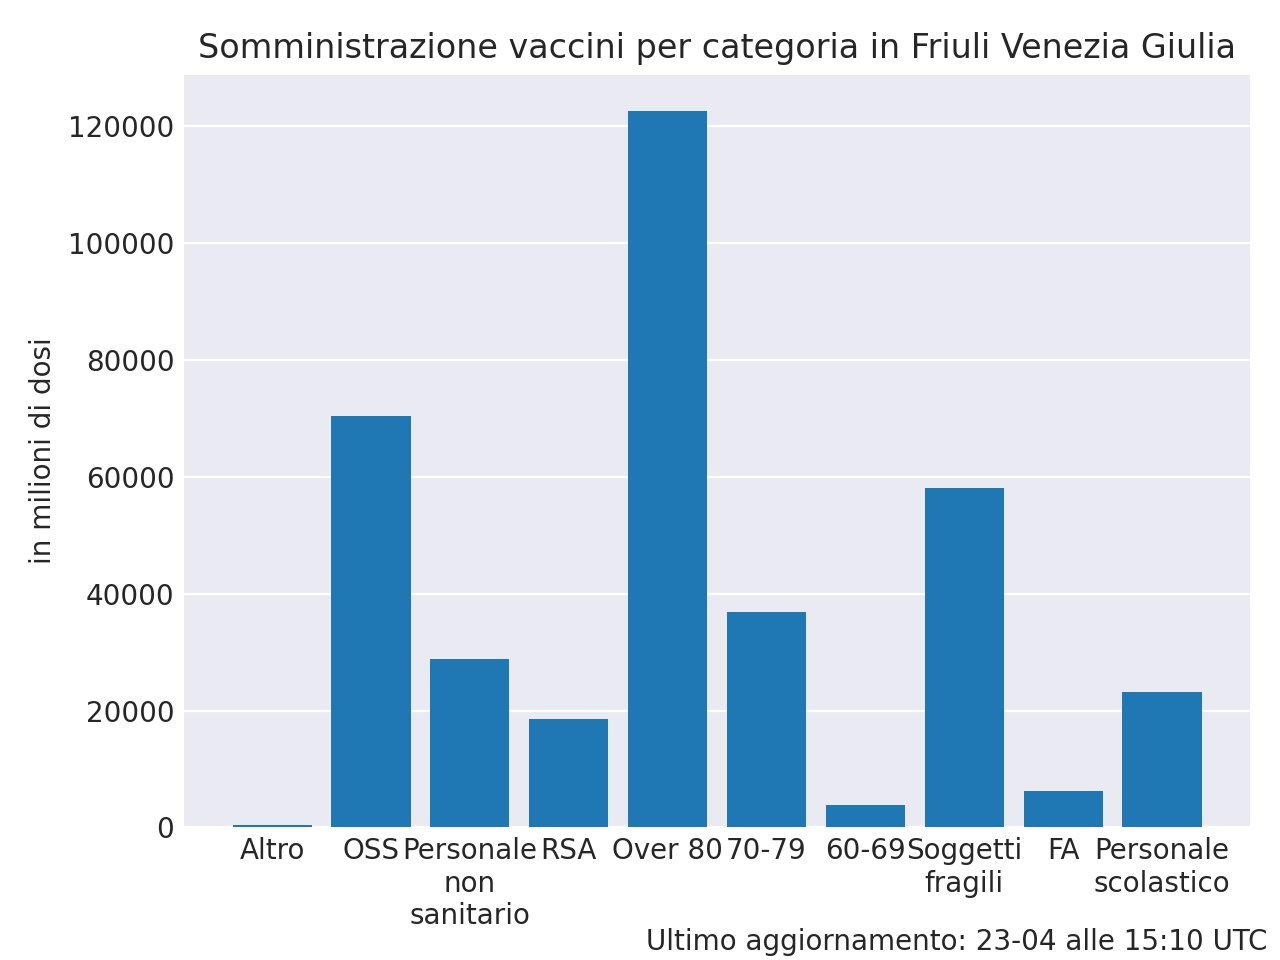 Somministrazione vaccini per categoria in Friuli Venezia Giulia
in milioni di dosi
120000
100000
80000
60000
40000
20000
0
Altro
OSS
Personale
non
sanitario
RSA
Over 80
70-79
60-69
Soggetti
fragili
FA
Personale
scolastico
Ultimo aggiornamento: 23-04 alle 15:10 UTC